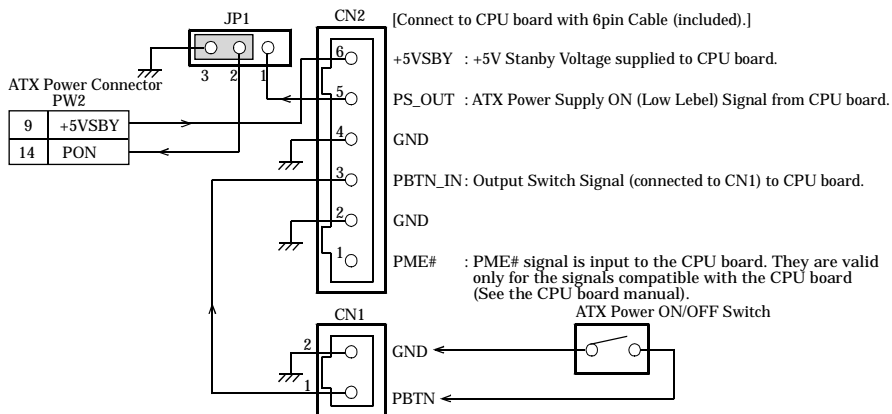 JP1
CN2
[Connect to CPU board with 6pin Cable (included).]
3 2 1
6
+5VSBY : +5V Stanby Voltage supplied to CPU board.
ATX Power Connector
PW2
9 +5VSBY
14 PON
5
PS_OUT : ATX Power Supply ON (Low Lebel) Signal from CPU board.
4
GND
3
PBTN_IN: Output Switch Signal (connected to CN1) to CPU board.
2
GND
1
PME# : PME# signal is input to the CPU board. They are valid
only for the signals compatible with the CPU board
(See the CPU board manual).
CN1
ATX Power ON/OFF Switch
2
GND
1
PBTN